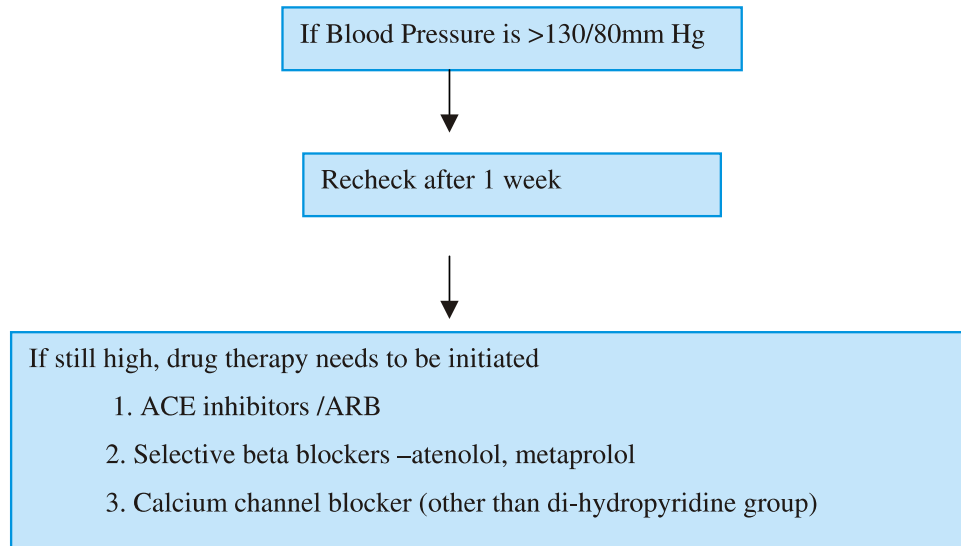 If Blood Pressure is >130/80mm Hg
Recheck after 1 week
If still high, drug therapy needs to be initiated
1. ACE inhibitors /ARB
2. Selective beta blockers –atenolol, metaprolol
3. Calcium channel blocker (other than di-hydropyridine group)